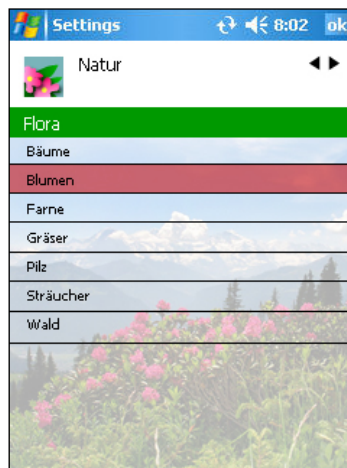 Settings 8:02 ok
Natur
Flora
Bäume
Blumen
Farne
Gräser
Pilz
Sträucher
Wald